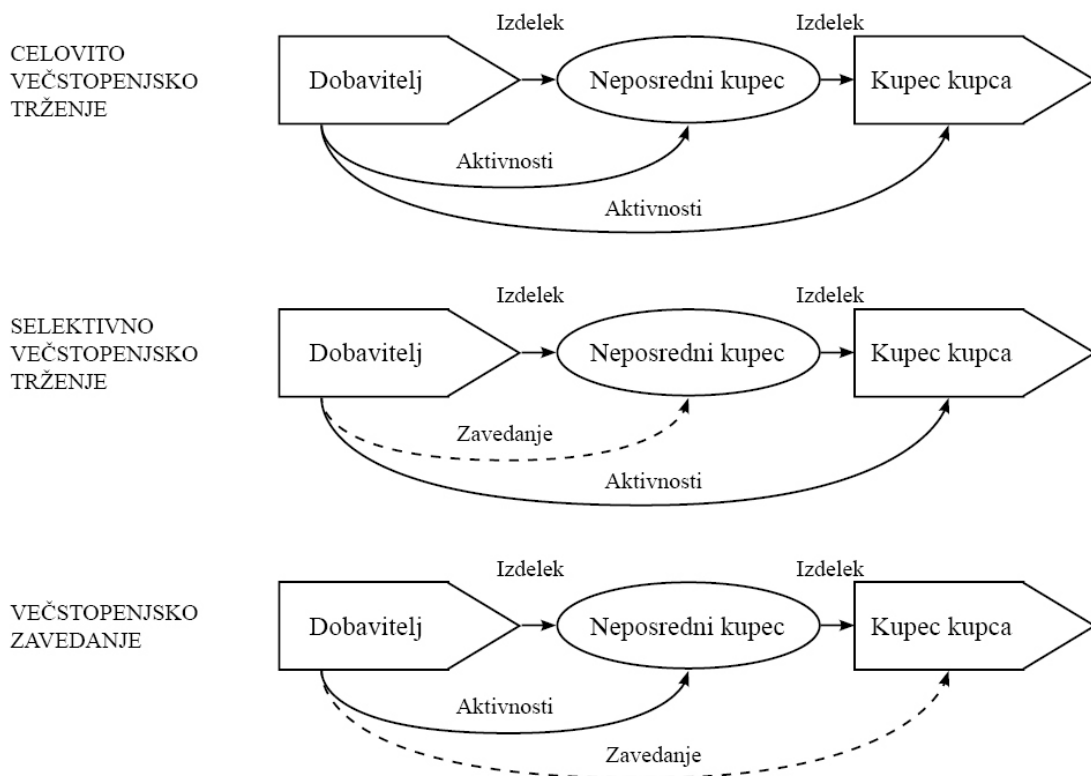 Izdelek
Izdelek
CELOVITO
VEČSTOPENJSKO
TRŽENJE
Dobavitelj
Neposredni kupec
Kupec kupca
Aktivnosti
Aktivnosti
Izdelek
Izdelek
SELEKTIVNO
VEČSTOPENJSKO
TRŽENJE
Dobavitelj
Neposredni kupec
Kupec kupca
Zavedanje
Aktivnosti
Izdelek
Izdelek
VEČSTOPENJSKO
ZAVEDANJE
Dobavitelj
Neposredni kupec
Kupec kupca
Aktivnosti
Zavedanje